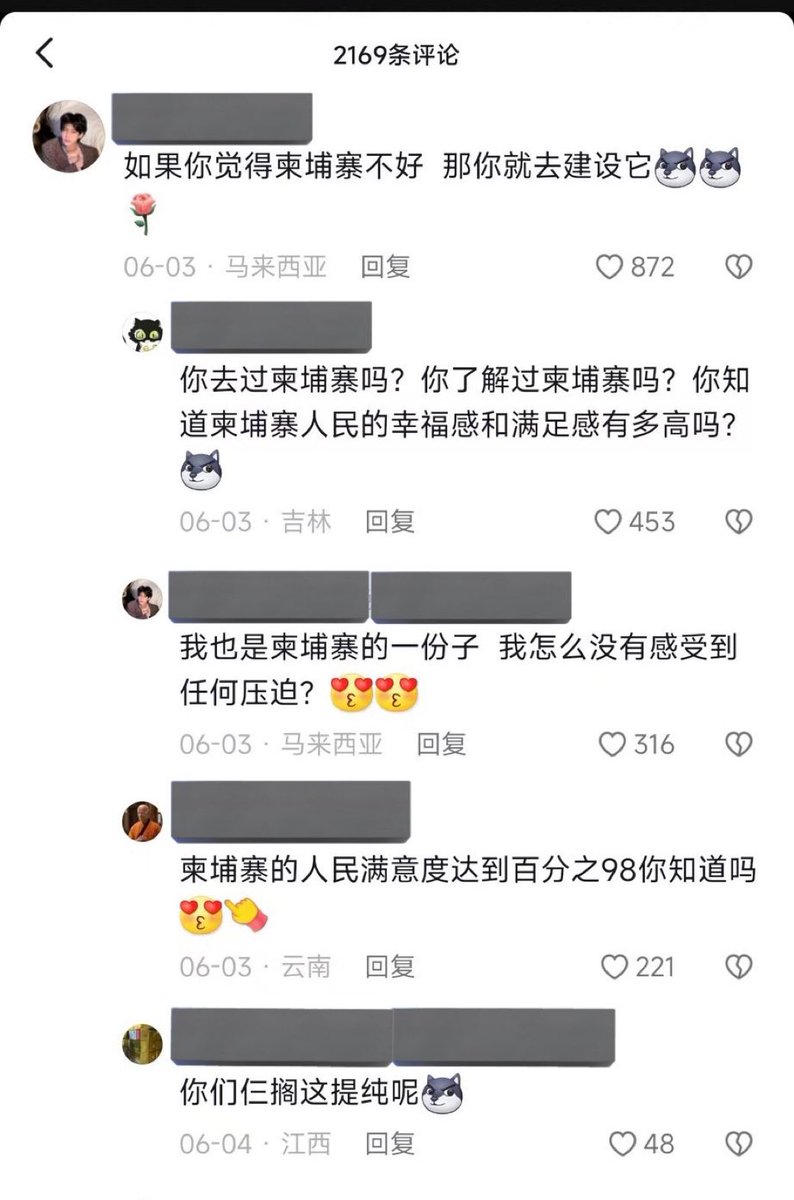 2169条评论
如果你觉得柬埔寨不好 那你就去建设它
06-03 · 马来西亚 回复 872
你去过柬埔寨吗？你了解过柬埔寨吗？你知
道柬埔寨人民的幸福感和满足感有多高吗？
06-03 · 吉林 回复 453
我也是柬埔寨的一份子 我怎么没有感受到
任何压迫？
06-03 · 马来西亚 回复 316
柬埔寨的人民满意度达到百分之98你知道吗
06-03 · 云南 回复 221
你们仨搁这提纯呢
06-04 · 江西 回复 48